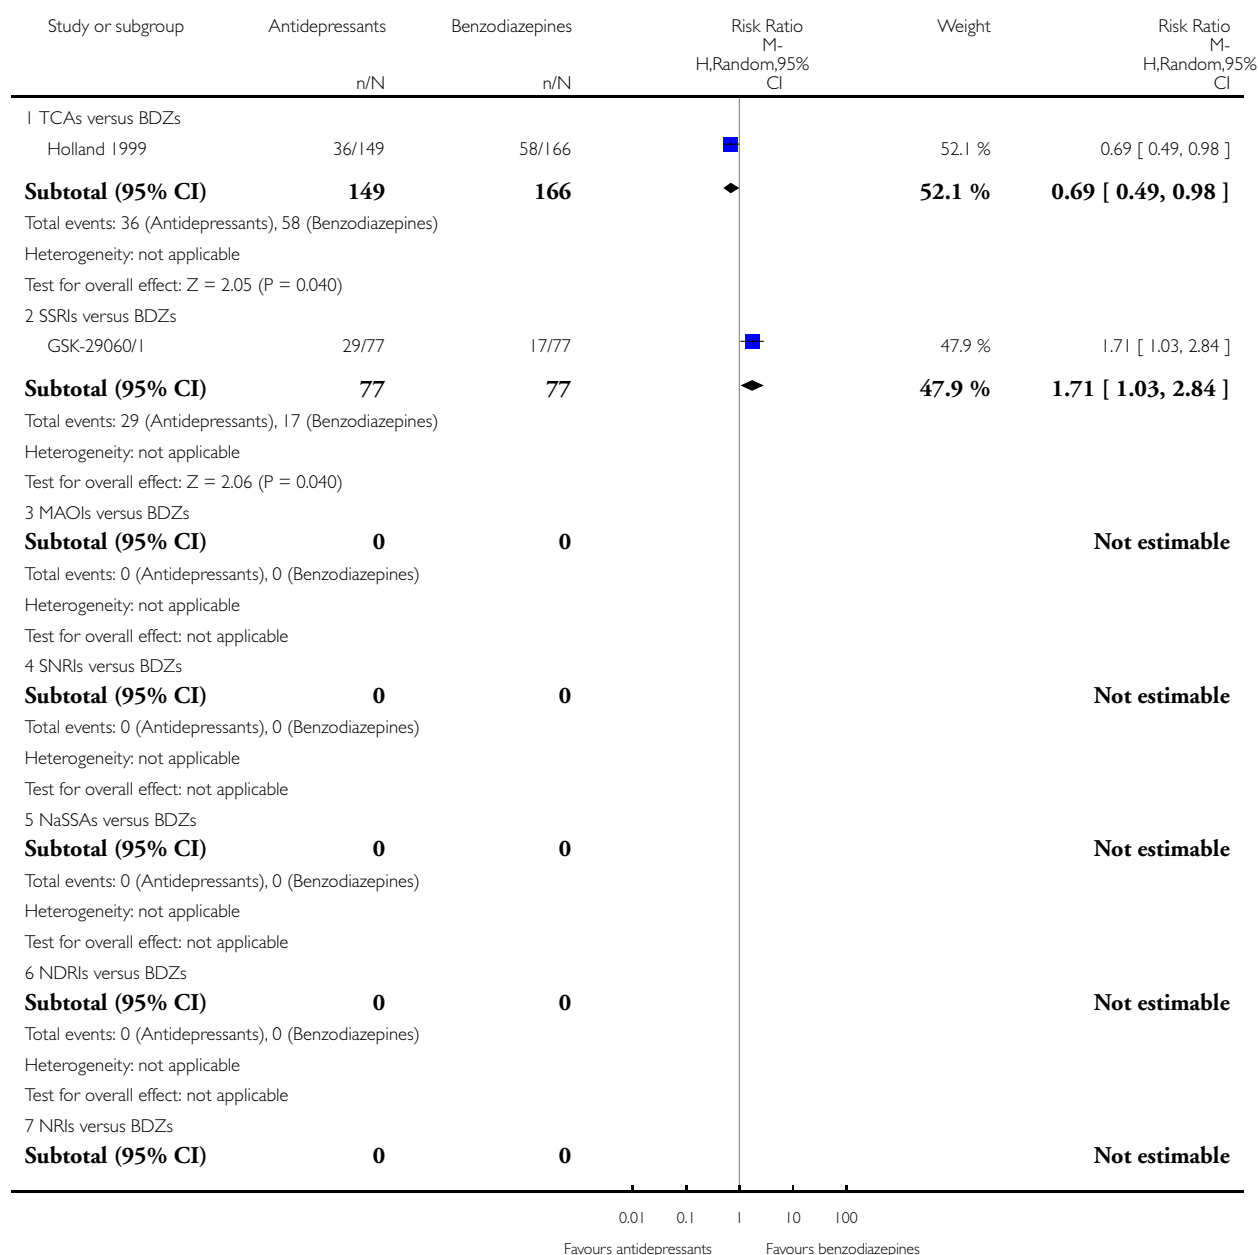 Study or subgroup Antidepressants Benzodiazepines Risk Ratio Weight Risk Ratio
M- M-
H,Random,95% H,Random,95%
n/N n/N CI CI
1 TCAs versus BDZs
Holland 1999 36/149 58/166 52.1 % 0.69 [ 0.49, 0.98 ]
Subtotal (95% CI) 149 166 52.1 % 0.69 [ 0.49, 0.98 ]
Total events: 36 (Antidepressants), 58 (Benzodiazepines)
Heterogeneity: not applicable
Test for overall effect: Z = 2.05 (P = 0.040)
2 SSRIs versus BDZs
GSK-29060/1 29/77 17/77 47.9 % 1.71 [ 1.03, 2.84 ]
Subtotal (95% CI) 77 77 47.9 % 1.71 [ 1.03, 2.84 ]
Total events: 29 (Antidepressants), 17 (Benzodiazepines)
Heterogeneity: not applicable
Test for overall effect: Z = 2.06 (P = 0.040)
3 MAOIs versus BDZs
Subtotal (95% CI) 0 0 Not estimable
Total events: 0 (Antidepressants), 0 (Benzodiazepines)
Heterogeneity: not applicable
Test for overall effect: not applicable
4 SNRIs versus BDZs
Subtotal (95% CI) 0 0 Not estimable
Total events: 0 (Antidepressants), 0 (Benzodiazepines)
Heterogeneity: not applicable
Test for overall effect: not applicable
5 NaSSAs versus BDZs
Subtotal (95% CI) 0 0 Not estimable
Total events: 0 (Antidepressants), 0 (Benzodiazepines)
Heterogeneity: not applicable
Test for overall effect: not applicable
6 NDRIs versus BDZs
Subtotal (95% CI) 0 0 Not estimable
Total events: 0 (Antidepressants), 0 (Benzodiazepines)
Heterogeneity: not applicable
Test for overall effect: not applicable
7 NRIs versus BDZs
Subtotal (95% CI) 0 0 Not estimable
0.01 0.1 1 10 100
Favours antidepressants Favours benzodiazepines